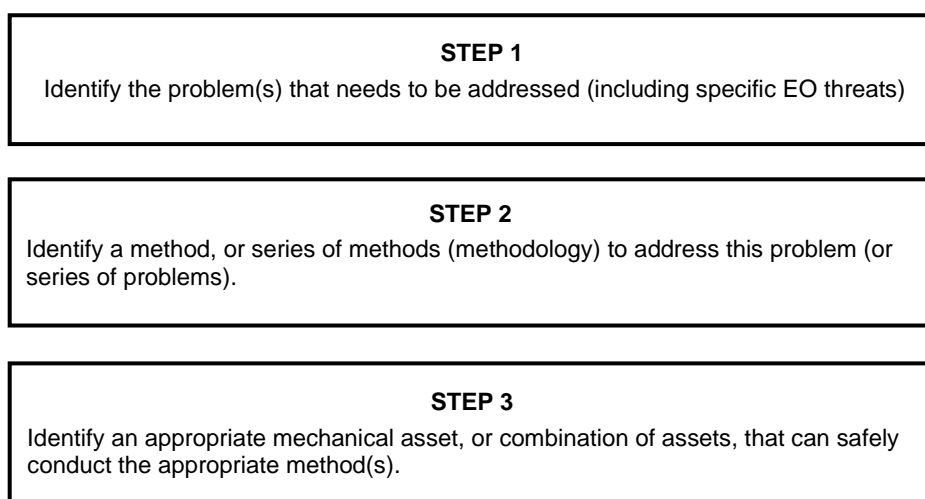 STEP 1
Identify the problem(s) that needs to be addressed (including specific EO threats)
STEP 2
Identify a method, or series of methods (methodology) to address this problem (or
series of problems).
STEP 3
Identify an appropriate mechanical asset, or combination of assets, that can safely
conduct the appropriate method(s).